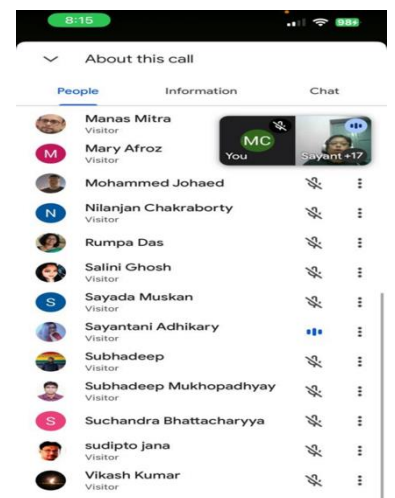 8:15
98
About this call
People Information Chat
Manas Mitra
Visitor
MC
You
Sayant +17
M
Mary Afroz
Visitor
Mohammed Johaed
N
Nilanjan Chakraborty
Visitor
Rumpa Das
Salini Ghosh
Visitor
S
Sayada Muskan
Visitor
Sayantani Adhikary
Visitor
Subhadeep
Visitor
Subhadeep Mukhopadhyay
Visitor
S
Suchandra Bhattacharyya
sudipto jana
Visitor
Vikash Kumar
Visitor